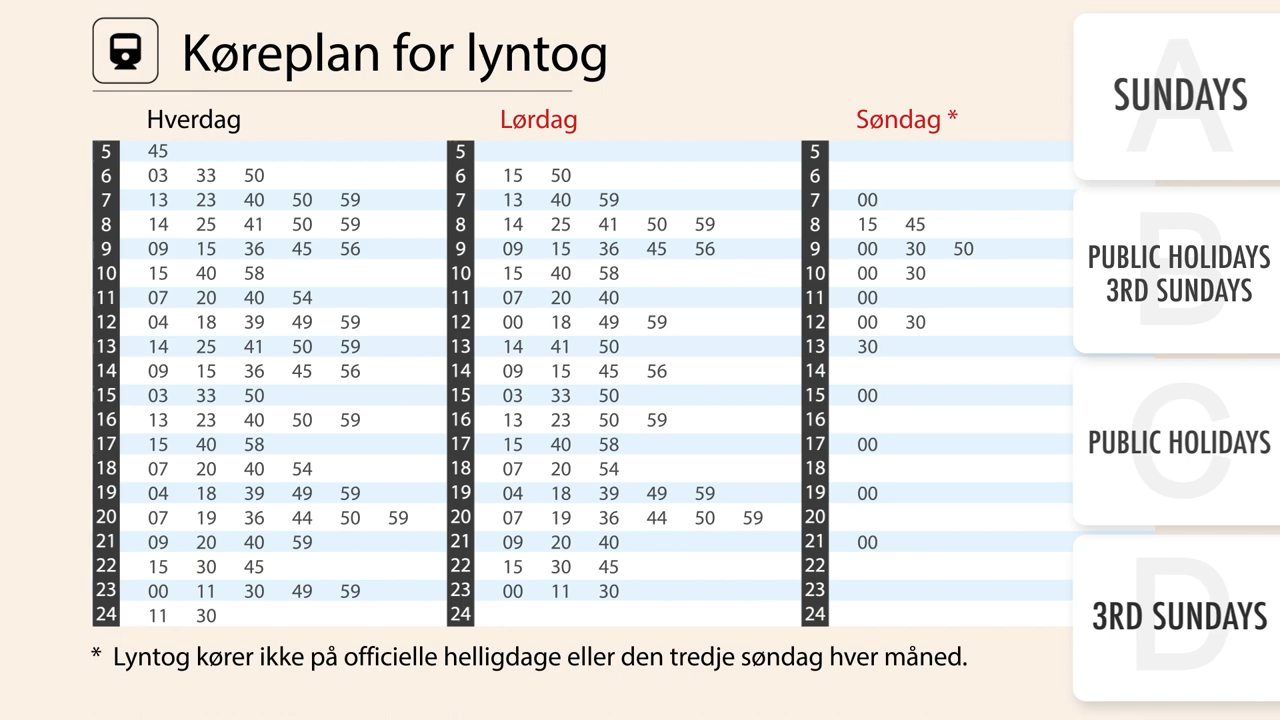 Køreplan for lyntog
Hverdag Lørdag Søndag *
5 45 5 5
6 03 33 50 6 15 50 6
7 13 23 40 50 59 7 13 40 59 7 00
8 14 25 41 50 59 8 14 25 41 50 59 8 15 45
9 09 15 36 45 56 9 09 15 36 45 56 9 00 30 50
10 15 40 58 10 15 40 58 10 00 30
11 07 20 40 54 11 07 20 40 11 00
12 04 18 39 49 59 12 00 18 49 59 12 00 30
13 14 25 41 50 59 13 14 41 50 13 30
14 09 15 36 45 56 14 09 15 45 56 14
15 03 33 50 15 03 33 50 15 00
16 13 23 40 50 59 16 13 23 50 59 16
17 15 40 58 17 15 40 58 17 00
18 07 20 40 54 18 07 20 54 18
19 04 18 39 49 59 19 04 18 39 49 59 19 00
20 07 19 36 44 50 59 20 07 19 36 44 50 59 20
21 09 20 40 59 21 09 20 40 21 00
22 15 30 45 22 15 30 45 22
23 00 11 30 49 59 23 00 11 30 23
24 11 30 24 24
* Lyntog kører ikke på officielle helligdage eller den tredje søndag hver måned.
A
SUNDAYS
B
PUBLIC HOLIDAYS
3RD SUNDAYS
C
PUBLIC HOLIDAYS
D
3RD SUNDAYS